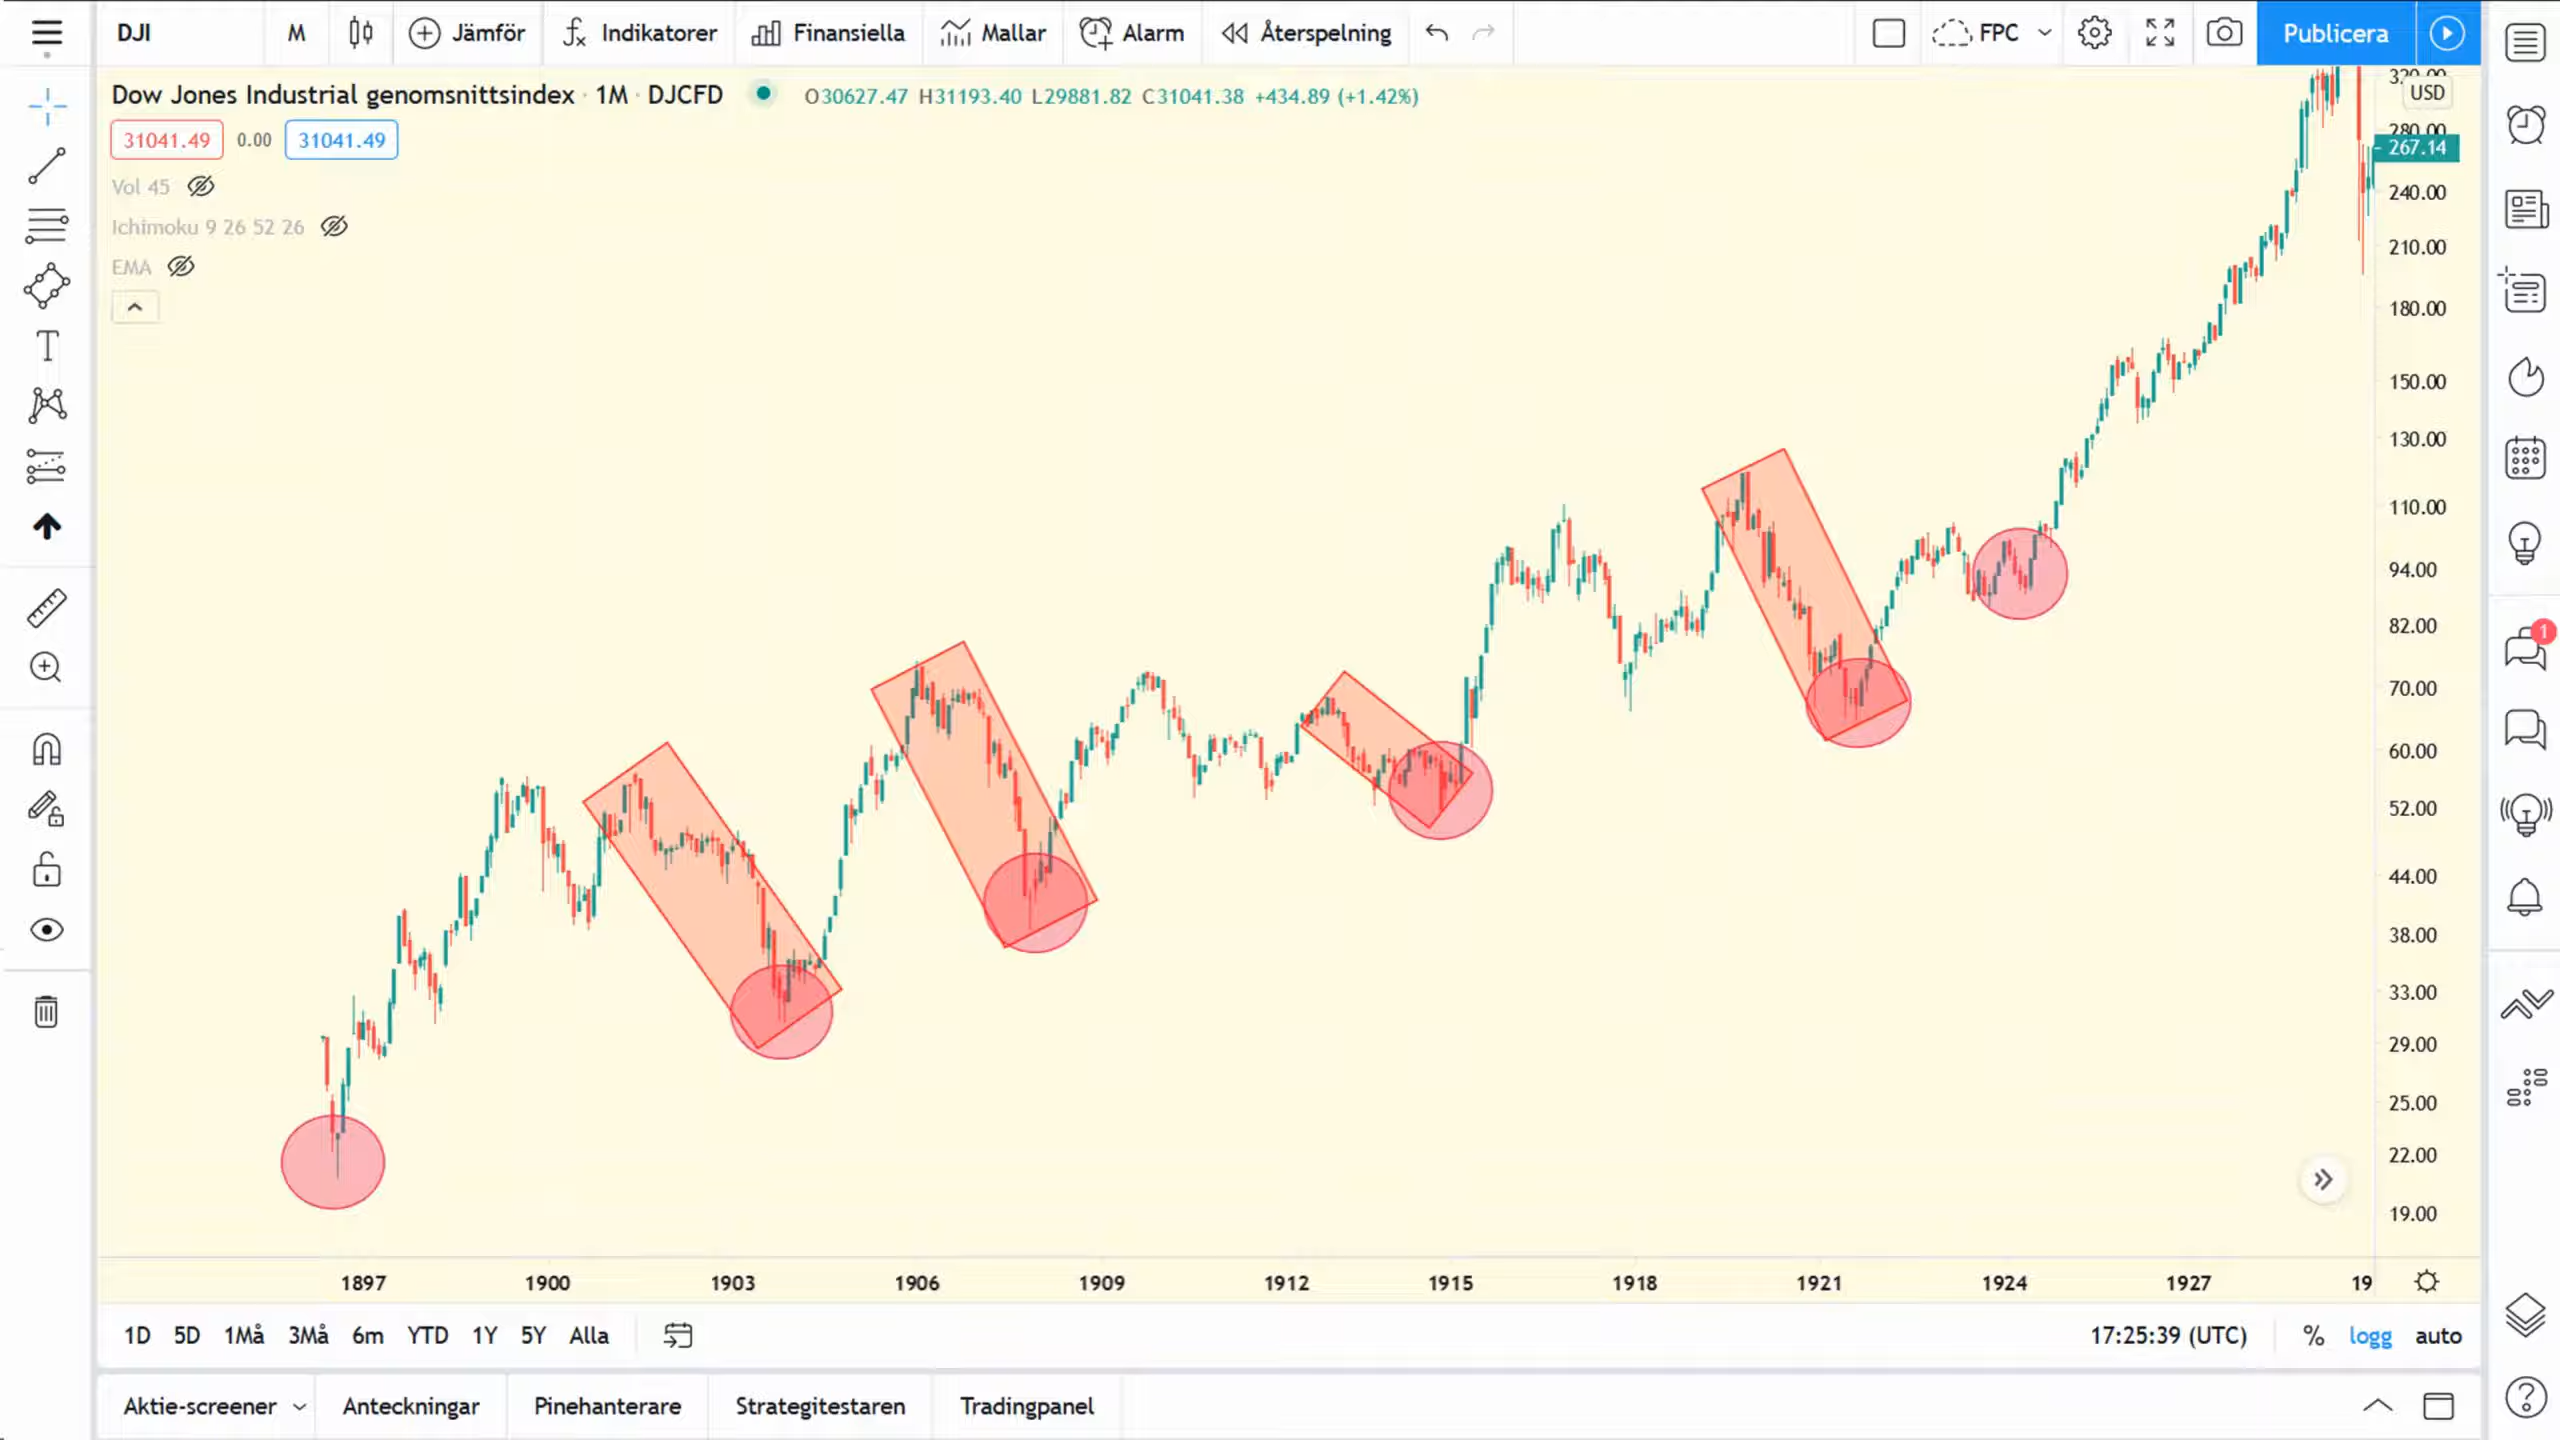 DJI M Jämför Indikatorer Finansiella Mallar Alarm Återspelning FPC Publicera
Dow Jones Industrial genomsnittsindex · 1M · DJCFD O30627.47 H31193.40 L29881.82 C31041.38 +434.89 (+1.42%)
31041.49 0.00 31041.49
Vol 45
Ichimoku 9 26 52 26
EMA
320.00
USD
280.00
267.14
240.00
210.00
180.00
150.00
130.00
110.00
94.00
82.00
1
70.00
60.00
52.00
44.00
38.00
33.00
29.00
25.00
22.00
19.00
1897 1900 1903 1906 1909 1912 1915 1918 1921 1924 1927 19
1D 5D 1Må 3Må 6m YTD 1Y 5Y Alla 17:25:39 (UTC) % logg auto
Aktie-screener Anteckningar Pinehanterare Strategitestaren Tradingpanel